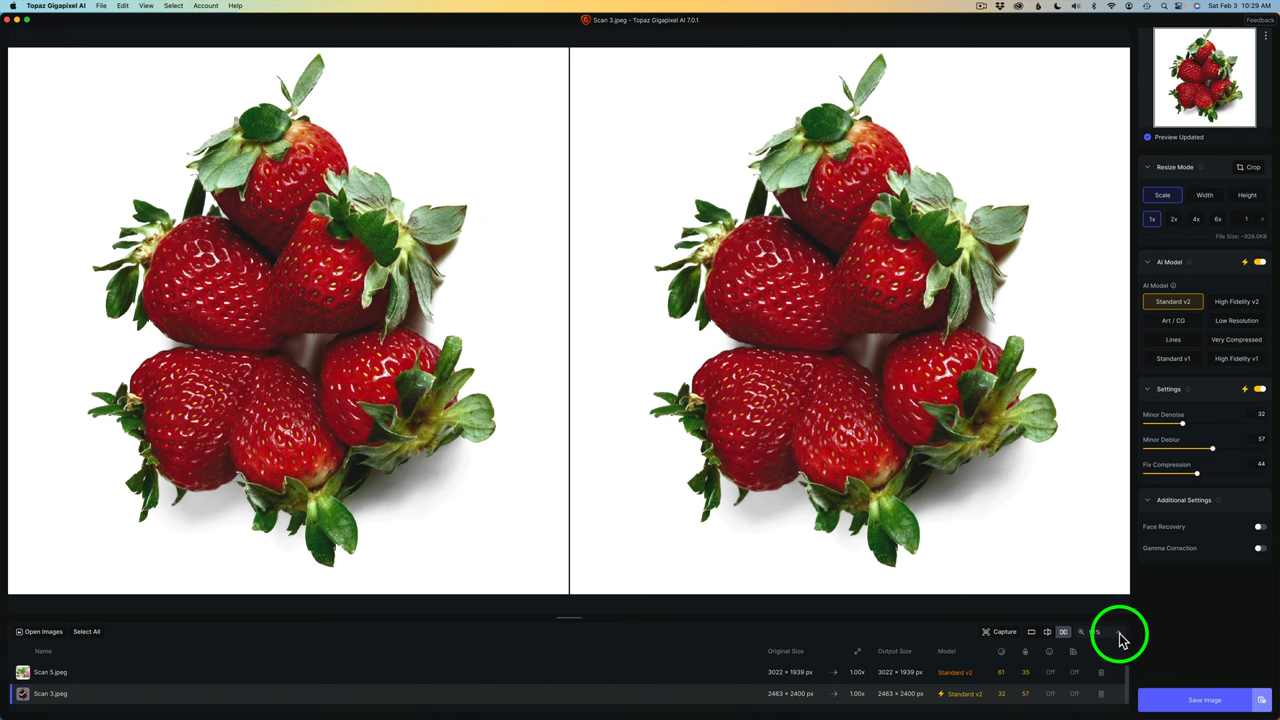 Topaz Gigapixel AI File Edit View Select Account Help Sat Feb 3 10:29 AM
Scan 3.jpeg - Topaz Gigapixel AI 7.0.1 Feedback
Preview Updated
Resize Mode Crop
Scale Width Height
1x 2x 4x 6x 1 x
File Size: ~926.0KB
AI Model
AI Model
Standard v2 High Fidelity v2
Art / CG Low Resolution
Lines Very Compressed
Standard v1 High Fidelity v1
Settings
Minor Denoise 32
Minor Deblur 57
Fix Compression 44
Additional Settings
Face Recovery
Gamma Correction
Open Images Select All Capture
Name Original Size Output Size Model
Scan 5.jpeg 3022 × 1939 px → 1.00x 3022 × 1939 px Standard v2 61 35 Off Off
Scan 3.jpeg 2463 × 2400 px → 1.00x 2463 × 2400 px Standard v2 32 57 Off Off
Save Image